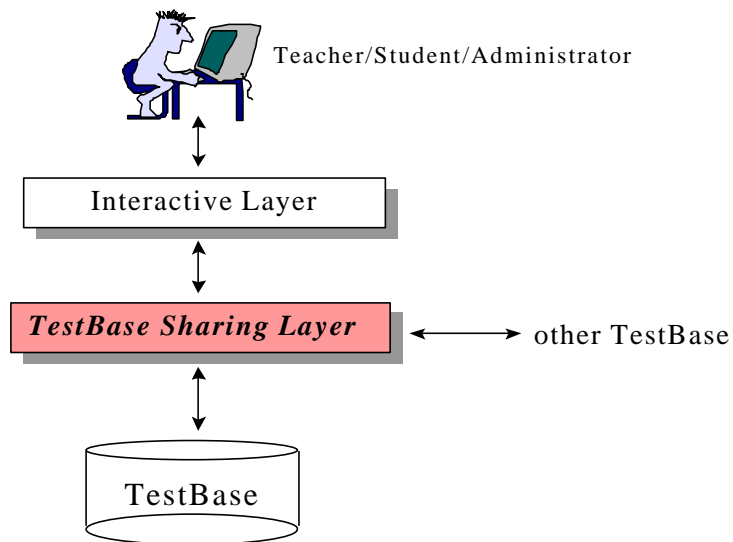 Teacher/Student/Administrator
Interactive Layer
TestBase Sharing Layer
other TestBase
TestBase